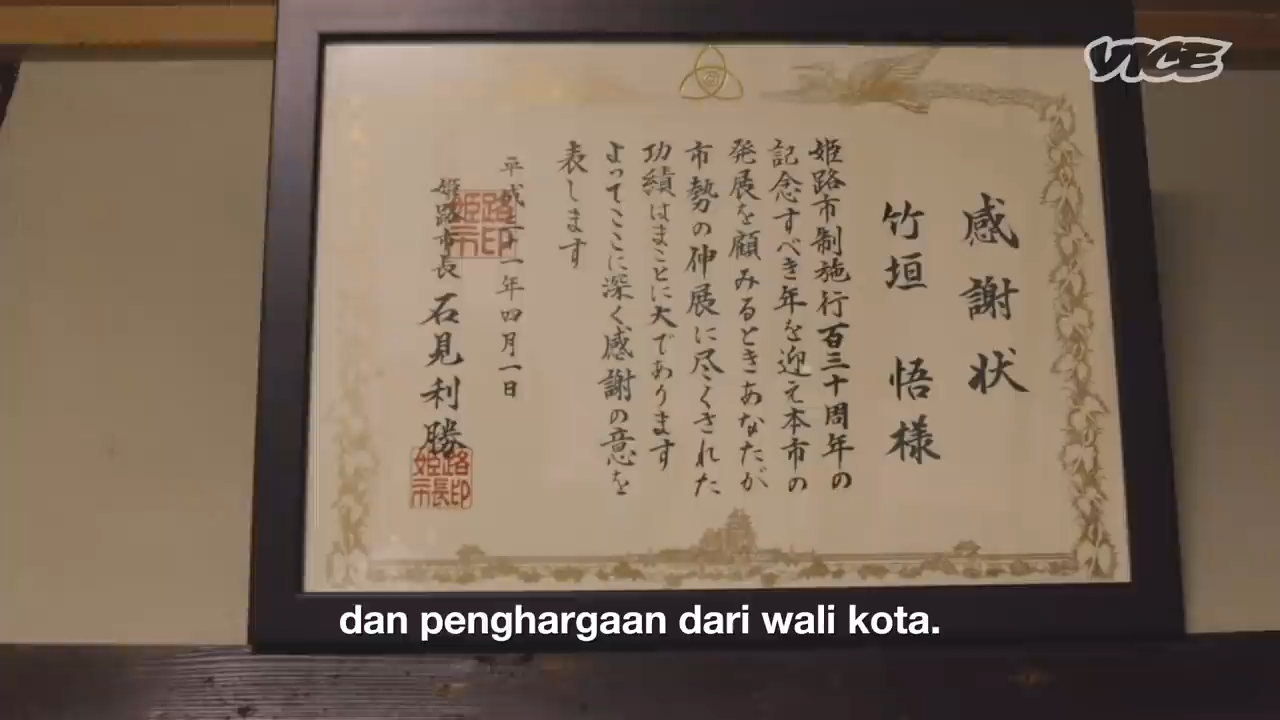 VICE
感謝状
竹垣 悟様
姫路市制施行百三十周年の
記念すべき年を迎え本市の
発展を顧みるときあなたが
市勢の伸展に尽くされた
功績はまことに大であります
よってここに深く感謝の意を
表します
平成三十一年四月一日
姫路市長 石見利勝
姫路市印
姫路市長印
dan penghargaan dari wali kota.